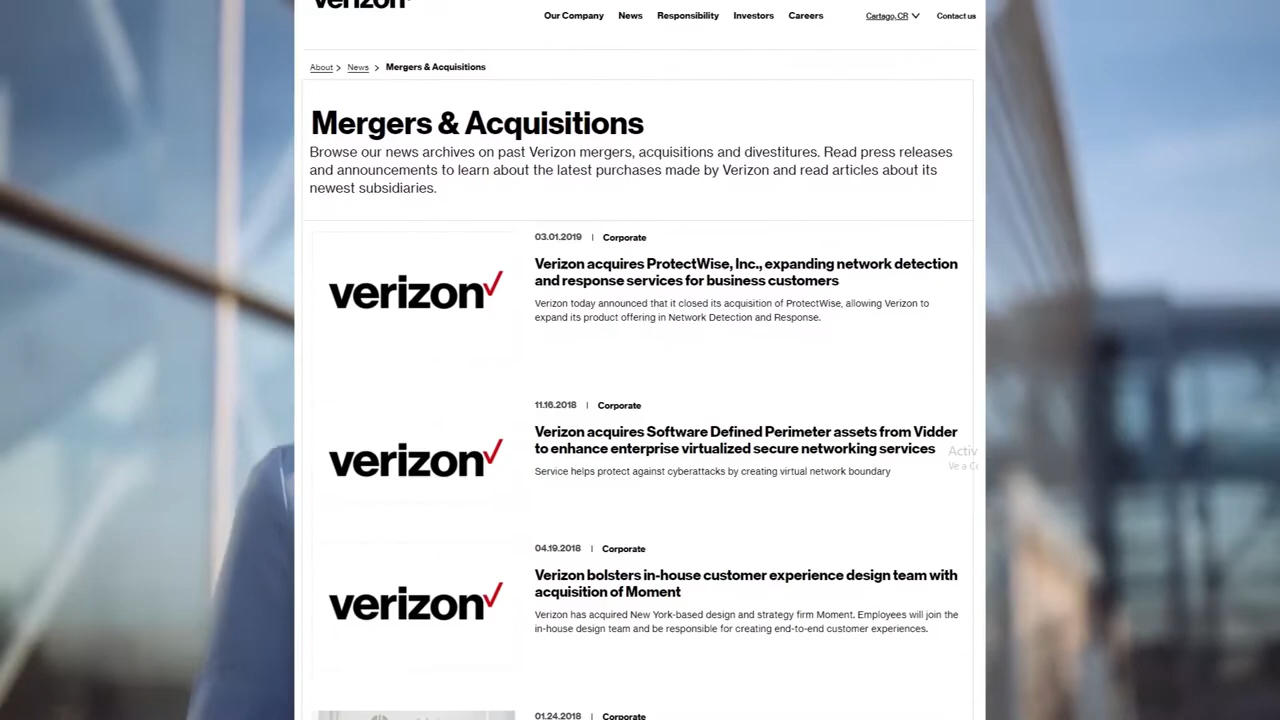 verizon
Our Company News Responsibility Investors Careers Cartago, CR Contact us
About > News > Mergers & Acquisitions
Mergers & Acquisitions
Browse our news archives on past Verizon mergers, acquisitions and divestitures. Read press releases
and announcements to learn about the latest purchases made by Verizon and read articles about its
newest subsidiaries.
03.01.2019 | Corporate
verizon
Verizon acquires ProtectWise, Inc., expanding network detection
and response services for business customers
Verizon today announced that it closed its acquisition of ProtectWise, allowing Verizon to
expand its product offering in Network Detection and Response.
11.16.2018 | Corporate
verizon
Verizon acquires Software Defined Perimeter assets from Vidder
to enhance enterprise virtualized secure networking services
Service helps protect against cyberattacks by creating virtual network boundary
Activ
Ve a Co
04.19.2018 | Corporate
verizon
Verizon bolsters in-house customer experience design team with
acquisition of Moment
Verizon has acquired New York-based design and strategy firm Moment. Employees will join the
in-house design team and be responsible for creating end-to-end customer experiences.
01.24.2018 | Corporate